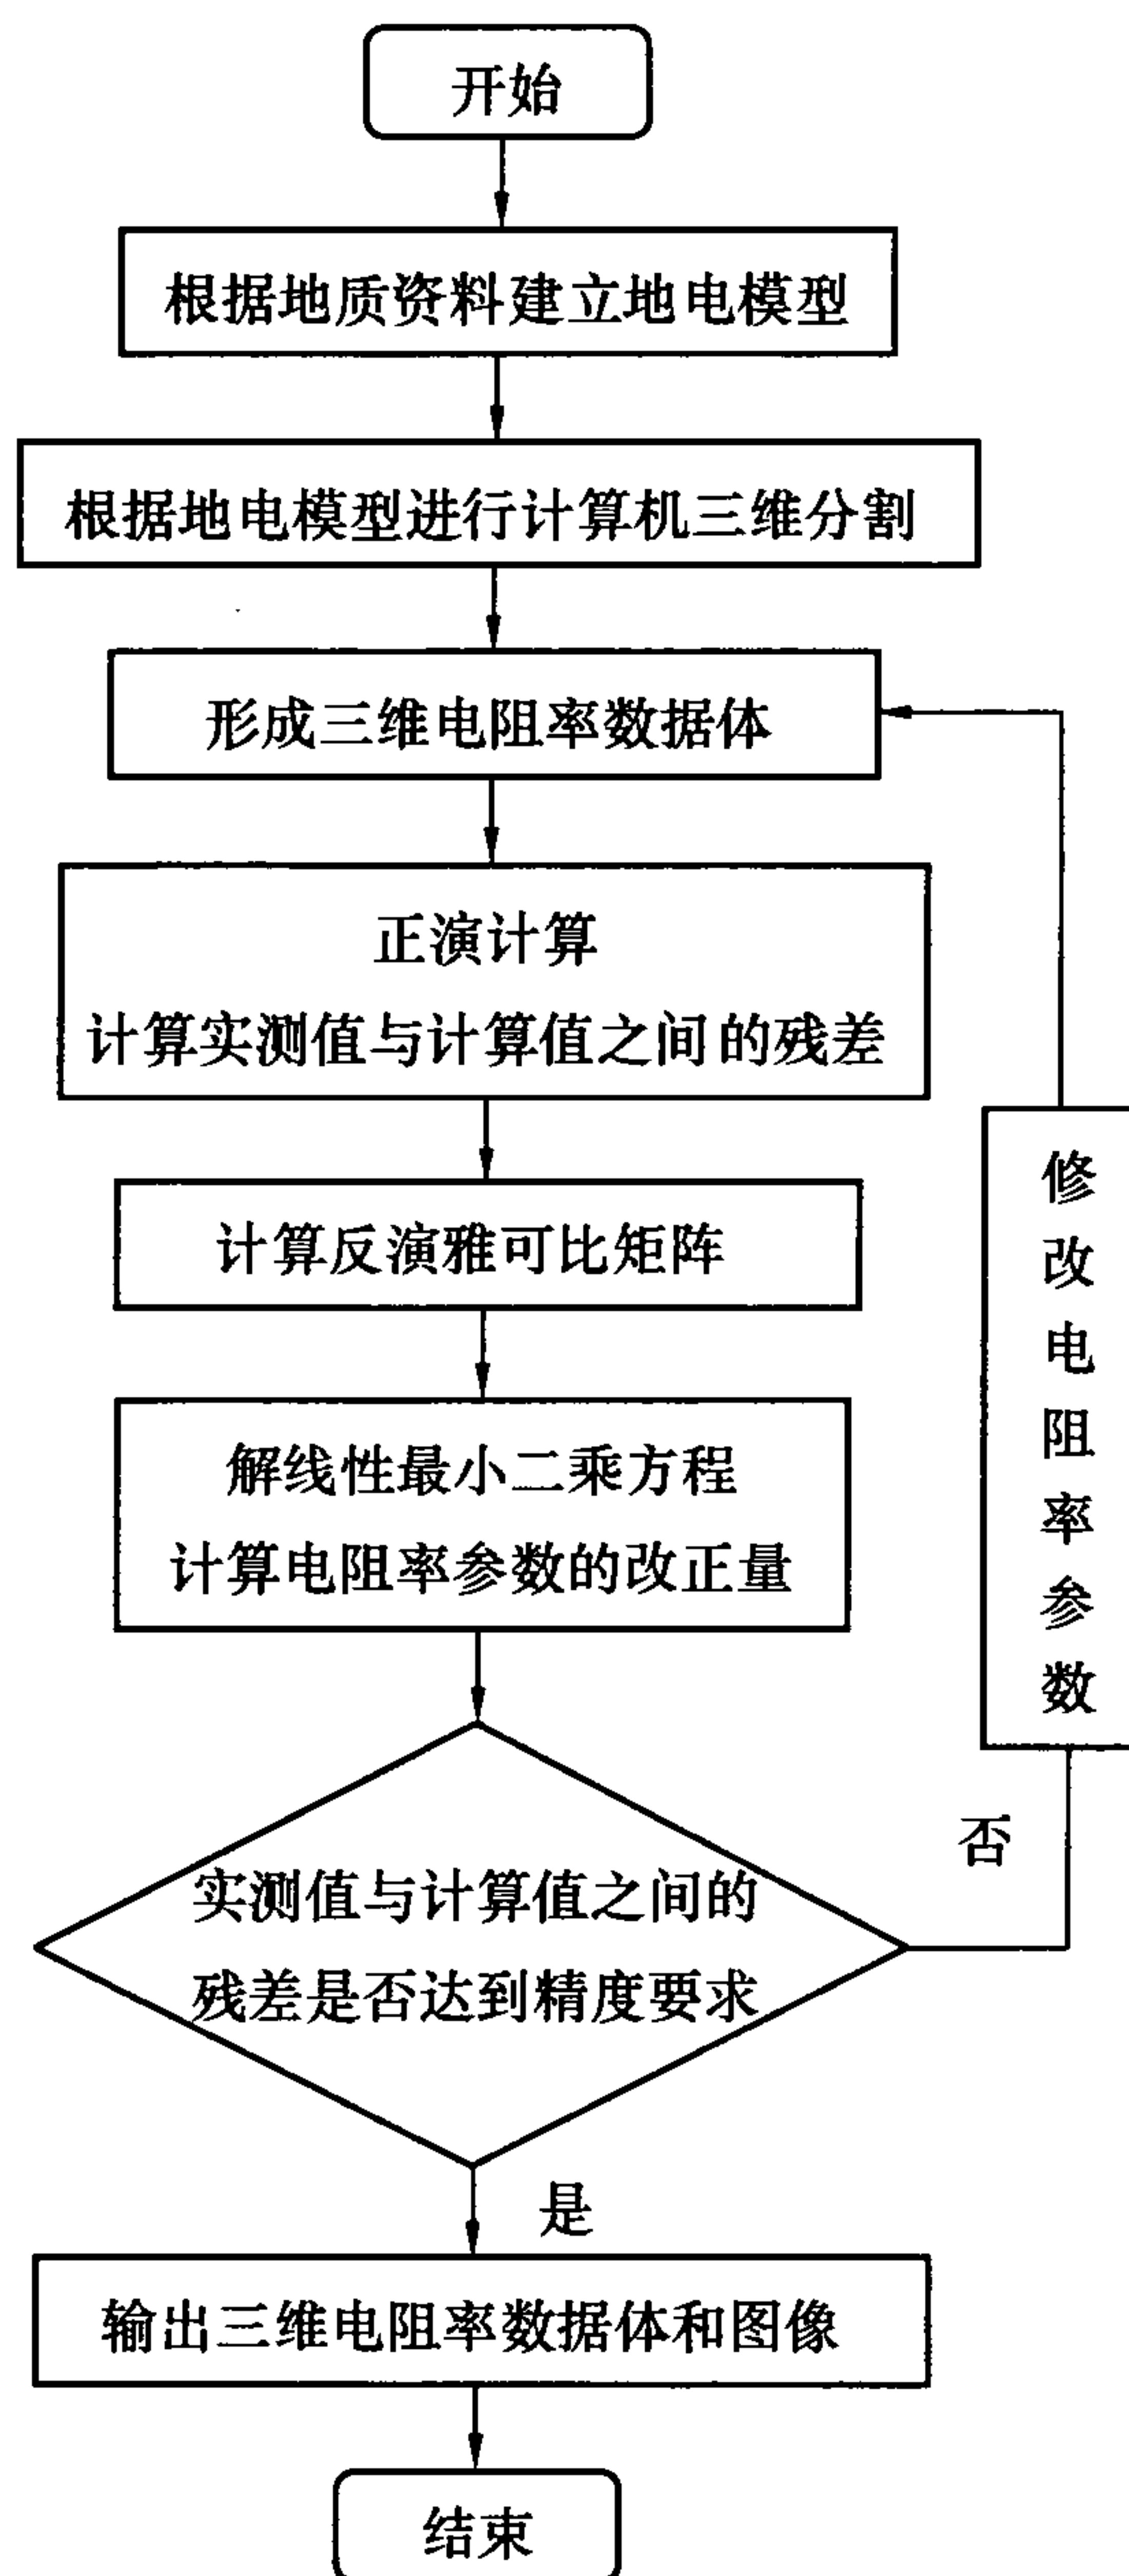 开始
根据地质资料建立地电模型
根据地电模型进行计算机三维分割
形成三维电阻率数据体
正演计算
计算实测值与计算值之间的残差
计算反演雅可比矩阵
解线性最小二乘方程
计算电阻率参数的改正量
修
改
电
阻
率
参
数
否
实测值与计算值之间的
残差是否达到精度要求
是
输出三维电阻率数据体和图像
结束